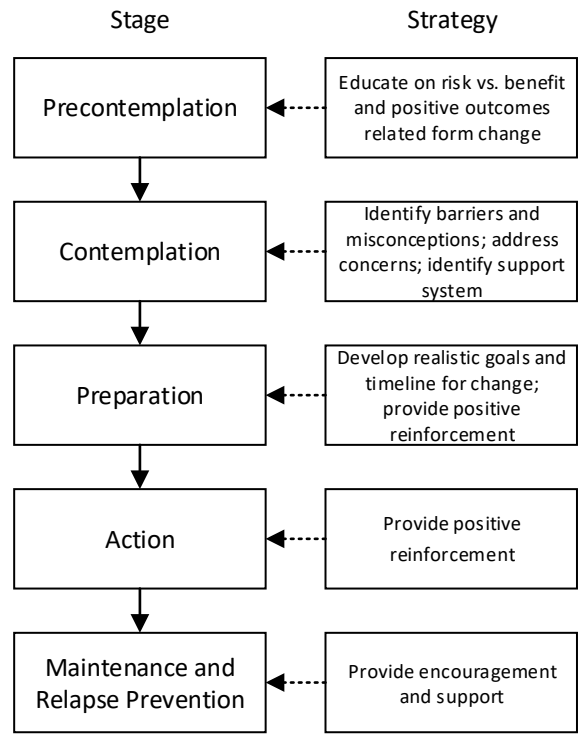 Stage
Strategy
Precontemplation
Educate on risk vs. benefit
and positive outcomes
related form change
Contemplation
Identify barriers and
misconceptions; address
concerns; identify support
system
Preparation
Develop realistic goals and
timeline for change;
provide positive
reinforcement
Action
Provide positive
reinforcement
Maintenance and
Relapse Prevention
Provide encouragement
and support